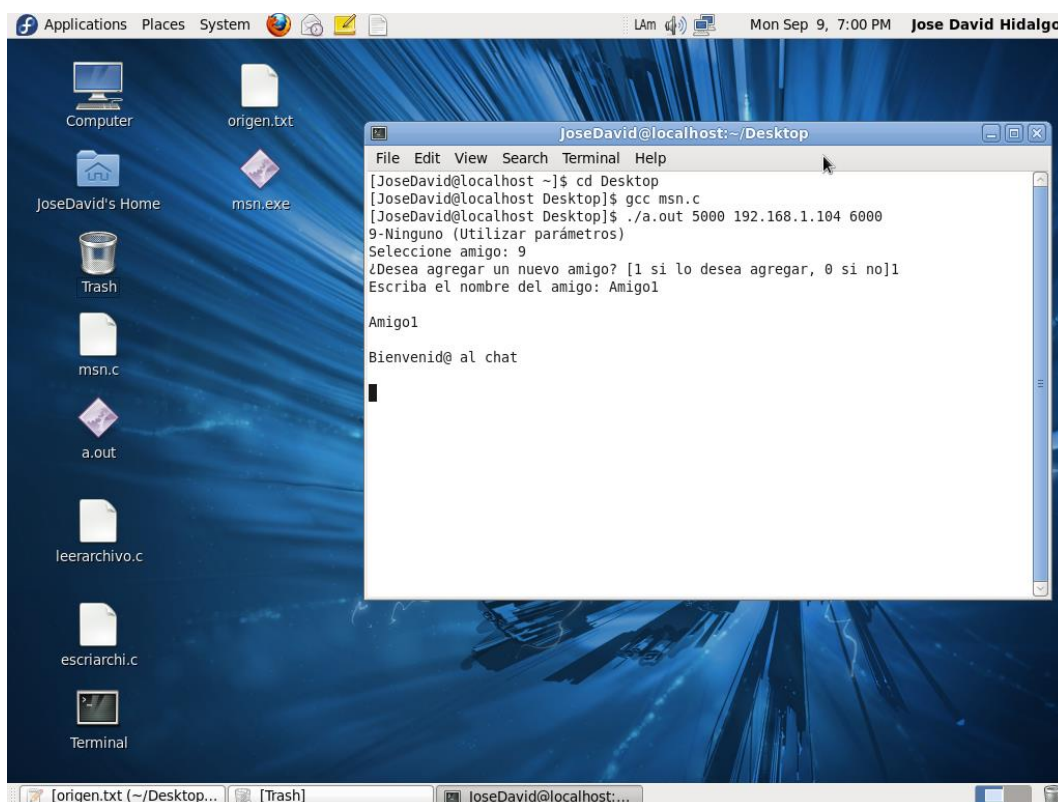 Applications Places System LAm Mon Sep 9, 7:00 PM Jose David Hidalgo
Computer
origen.txt
JoseDavid's Home
msn.exe
Trash
msn.c
a.out
leerarchivo.c
escriarchi.c
Terminal
JoseDavid@localhost:~/Desktop
File Edit View Search Terminal Help
[JoseDavid@localhost ~]$ cd Desktop
[JoseDavid@localhost Desktop]$ gcc msn.c
[JoseDavid@localhost Desktop]$ ./a.out 5000 192.168.1.104 6000
9-Ninguno (Utilizar parámetros)
Seleccione amigo: 9
¿Desea agregar un nuevo amigo? [1 si lo desea agregar, 0 si no]1
Escriba el nombre del amigo: Amigo1
Amigo1
Bienvenid@ al chat
[origen.txt (~/Desktop... [Trash] JoseDavid@localhost:...